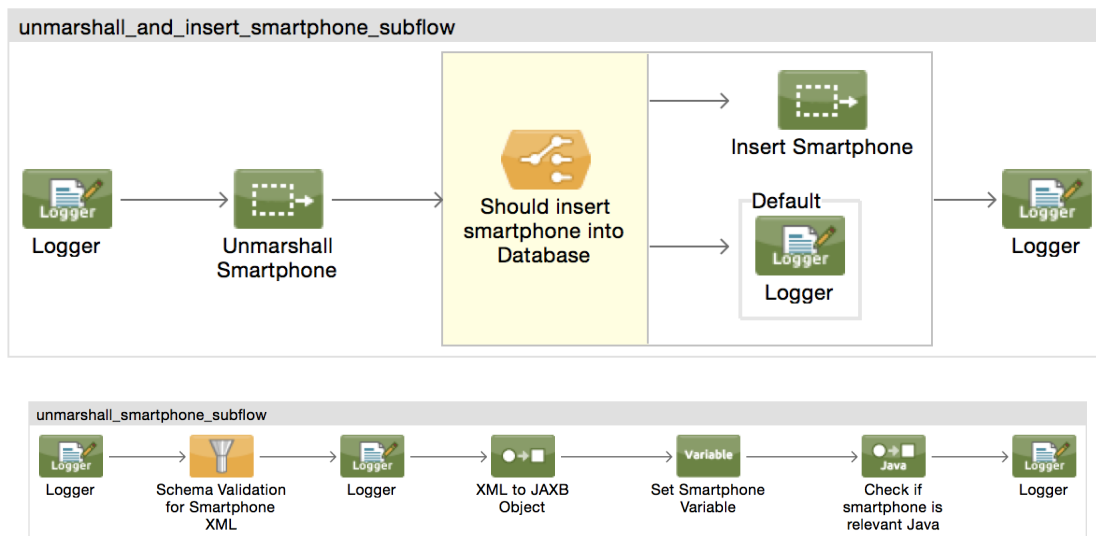 unmarshall_and_insert_smartphone_subflow
Logger
Logger
Unmarshall
Smartphone
Should insert
smartphone into
Database
Insert Smartphone
Default
Logger
Logger
Logger
Logger
unmarshall_smartphone_subflow
Logger
Logger
Schema Validation
for Smartphone
XML
Logger
Logger
XML to JAXB
Object
Variable
Set Smartphone
Variable
Java
Check if
smartphone is
relevant Java
Logger
Logger